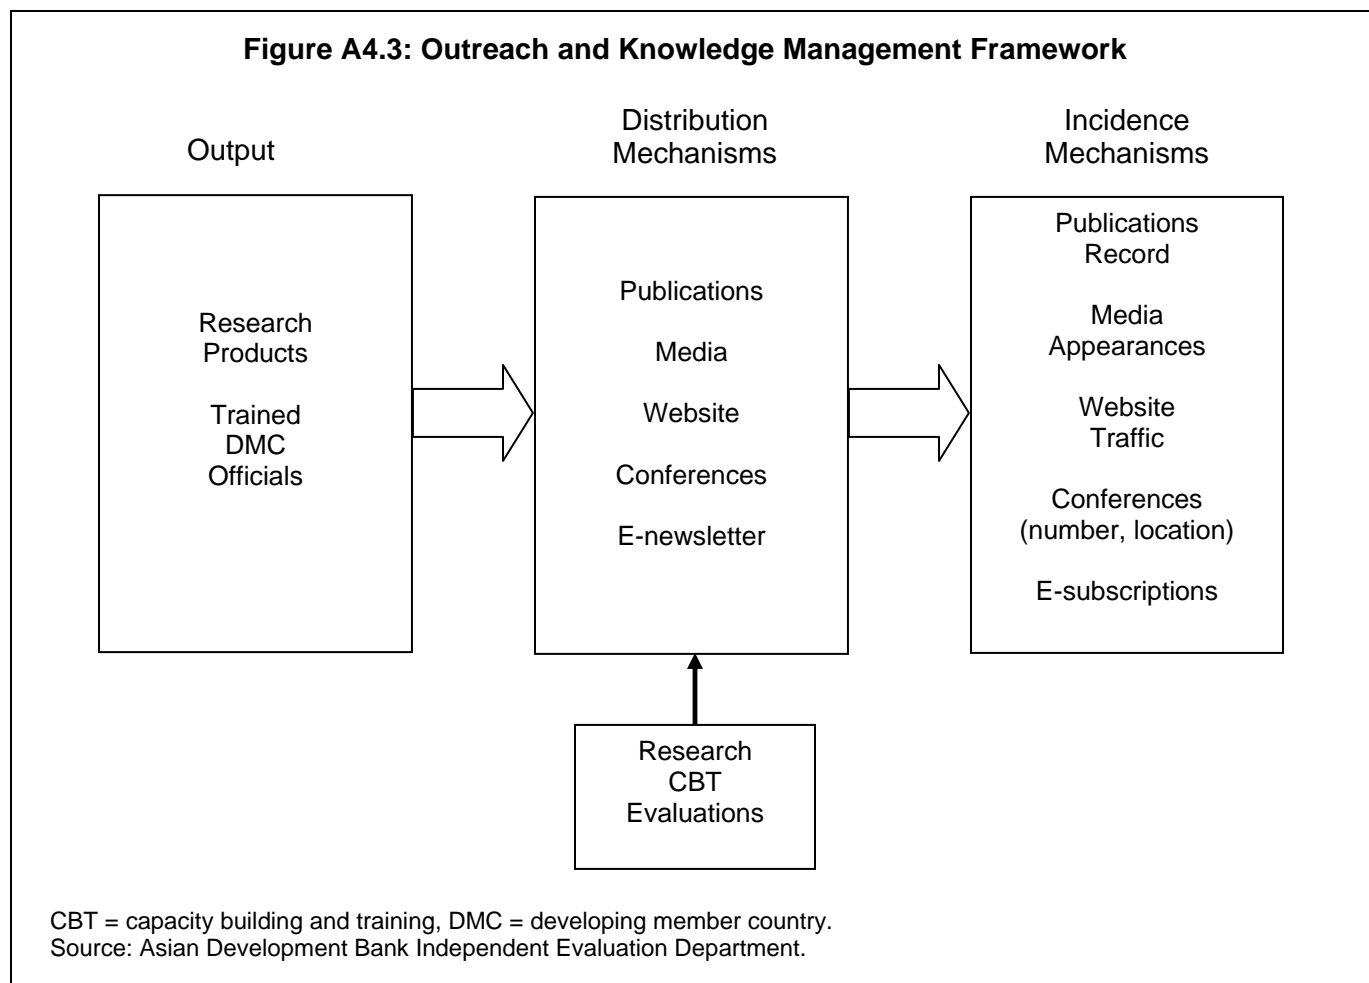 Figure A4.3: Outreach and Knowledge Management Framework
Output
Distribution
Mechanisms
Incidence
Mechanisms
Research
Products
Trained
DMC
Officials
Publications
Media
Website
Conferences
E-newsletter
Publications
Record
Media
Appearances
Website
Traffic
Conferences
(number, location)
E-subscriptions
Research
CBT
Evaluations
CBT = capacity building and training, DMC = developing member country.
Source: Asian Development Bank Independent Evaluation Department.